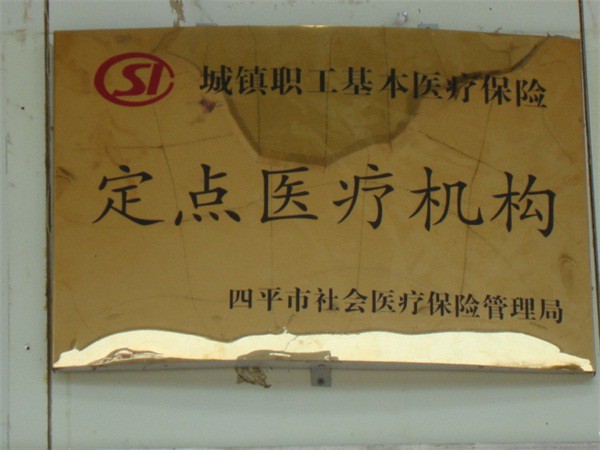 SI 城镇职工基本医疗保险
定点医疗机构
四平市社会医疗保险管理局